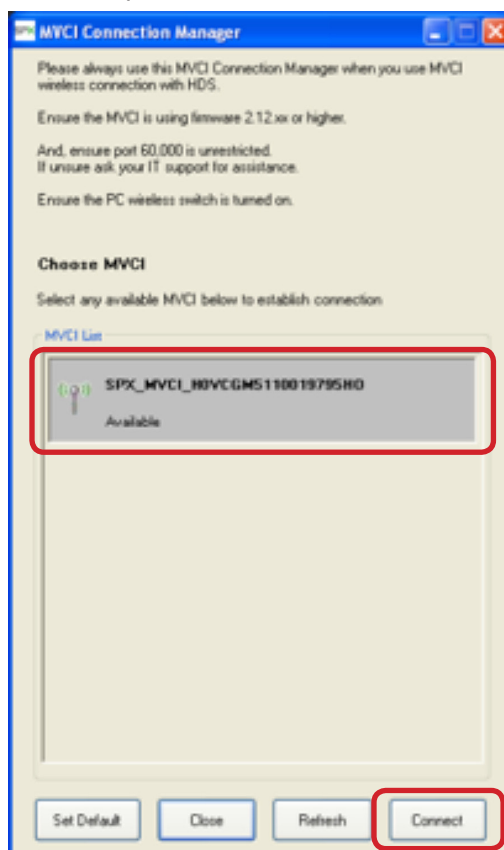 SPX MVCI Connection Manager
Please always use this MVCI Connection Manager when you use MVCI
wireless connection with HDS.
Ensure the MVCI is using firmware 2.12.xx or higher.
And, ensure port 60,000 is unrestricted.
If unsure ask your IT support for assistance.
Ensure the PC wireless switch is turned on.
Choose MVCI
Select any available MVCI below to establish connection
MVCI List
SPX_MVCI_H0VCGM5110019795H0
Available
Set Default Close Refresh Connect